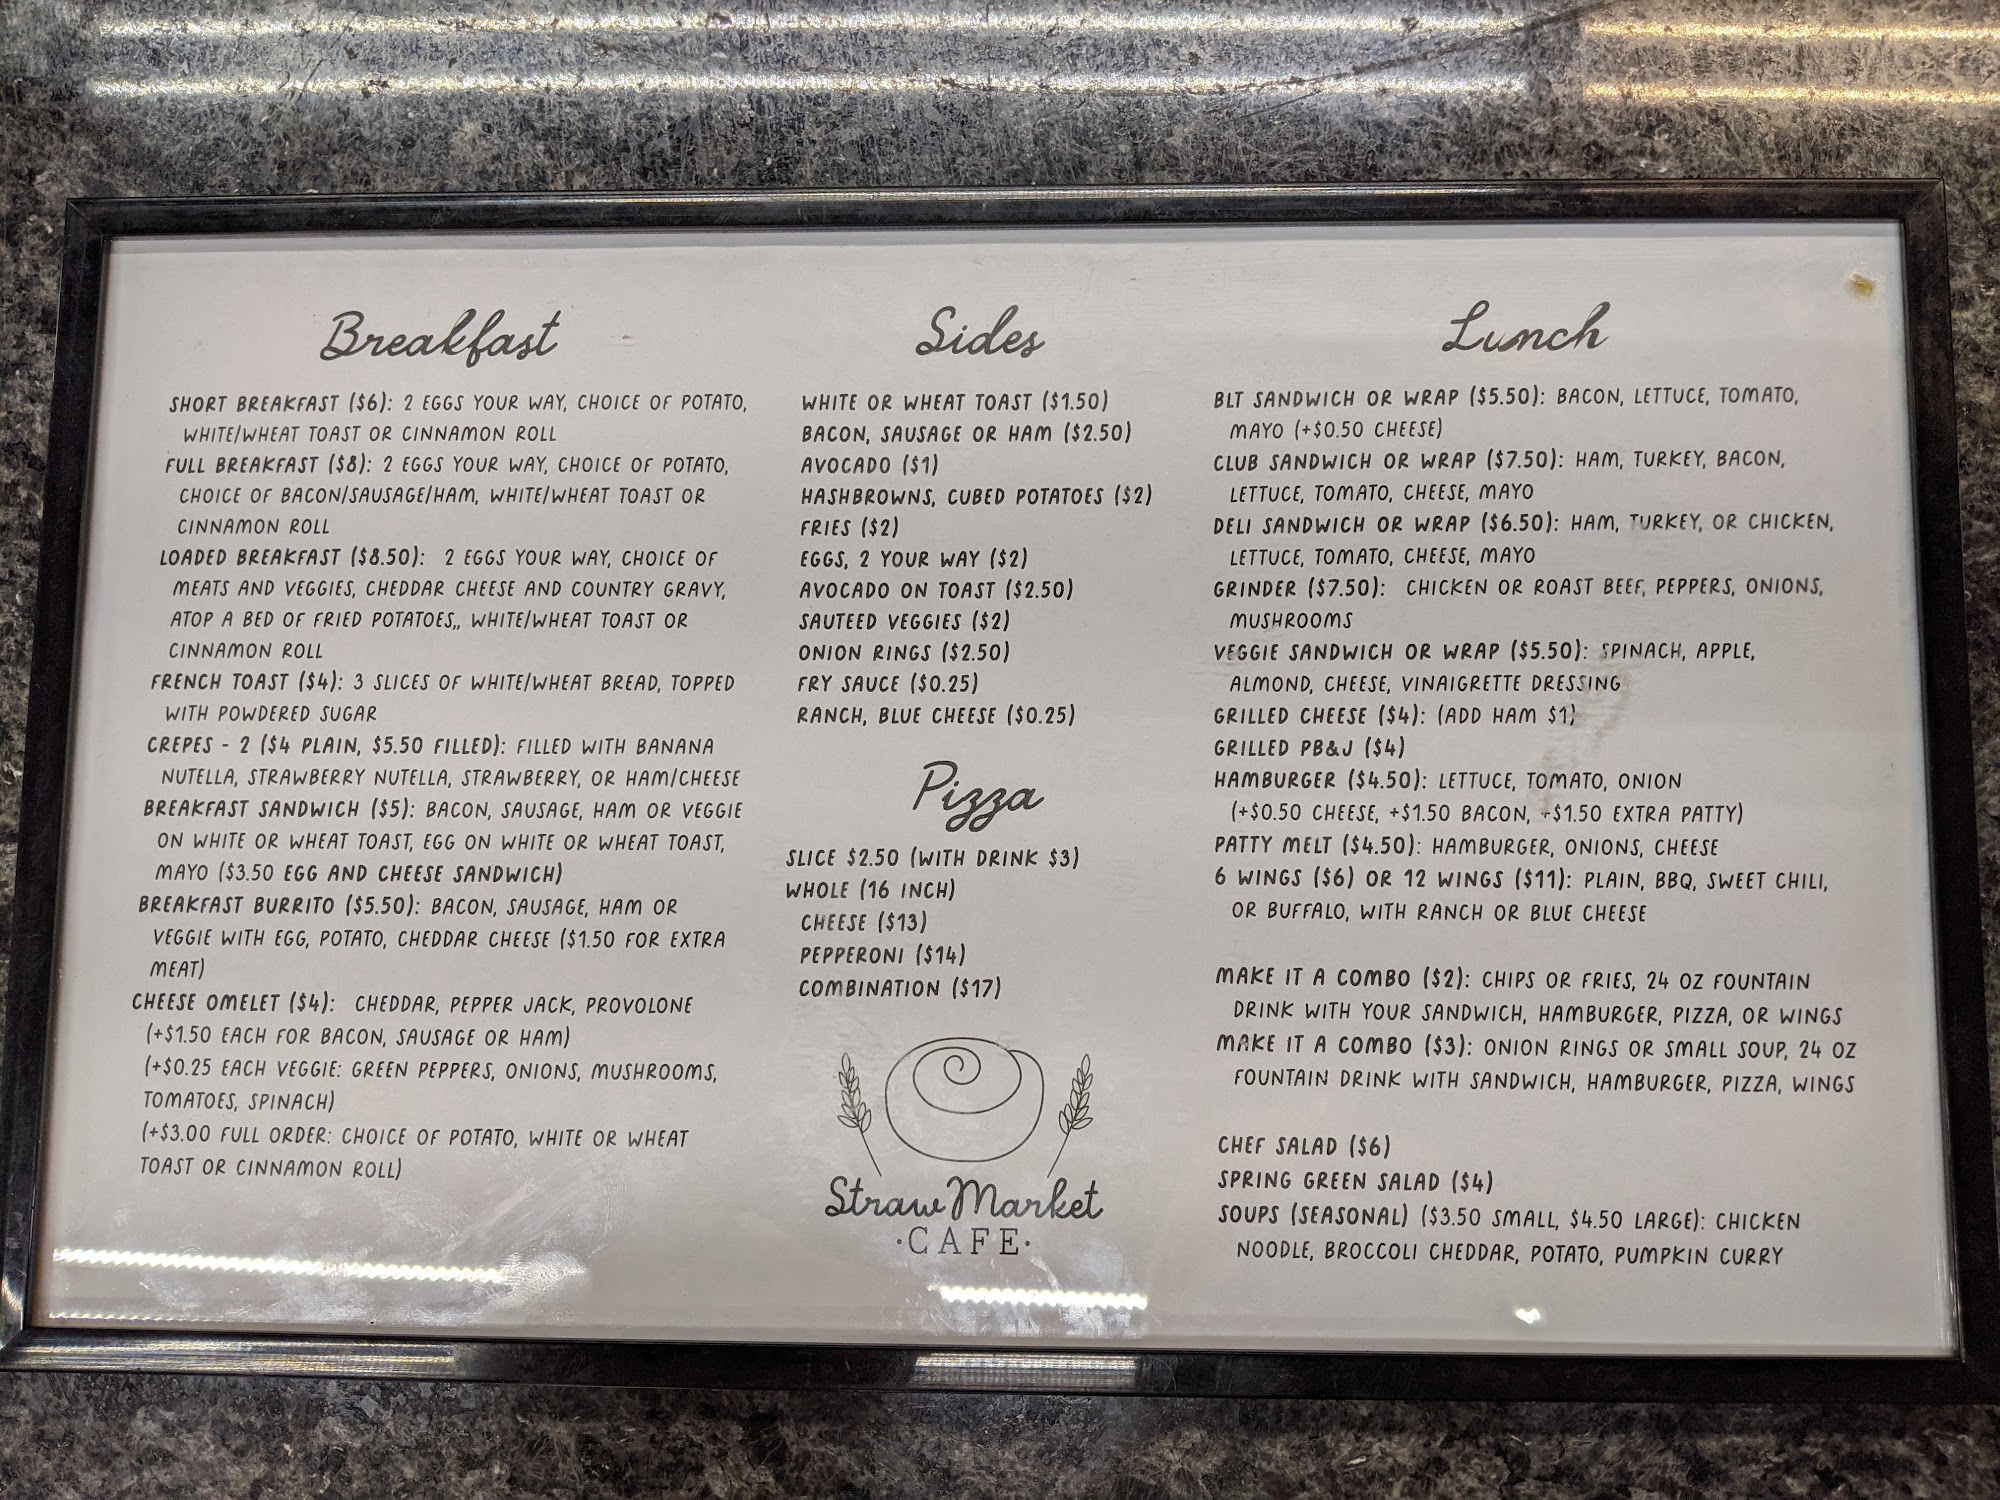 Breakfast
SHORT BREAKFAST ($6): 2 EGGS YOUR WAY, CHOICE OF POTATO,
WHITE/WHEAT TOAST OR CINNAMON ROLL
FULL BREAKFAST ($8): 2 EGGS YOUR WAY, CHOICE OF POTATO,
CHOICE OF BACON/SAUSAGE/HAM, WHITE/WHEAT TOAST OR
CINNAMON ROLL
LOADED BREAKFAST ($8.50): 2 EGGS YOUR WAY, CHOICE OF
MEATS AND VEGGIES, CHEDDAR CHEESE AND COUNTRY GRAVY,
ATOP A BED OF FRIED POTATOES,, WHITE/WHEAT TOAST OR
CINNAMON ROLL
FRENCH TOAST ($4): 3 SLICES OF WHITE/WHEAT BREAD, TOPPED
WITH POWDERED SUGAR
CREPES - 2 ($4 PLAIN, $5.50 FILLED): FILLED WITH BANANA
NUTELLA, STRAWBERRY NUTELLA, STRAWBERRY, OR HAM/CHEESE
BREAKFAST SANDWICH ($5): BACON, SAUSAGE, HAM OR VEGGIE
ON WHITE OR WHEAT TOAST, EGG ON WHITE OR WHEAT TOAST,
MAYO ($3.50 EGG AND CHEESE SANDWICH)
BREAKFAST BURRITO ($5.50): BACON, SAUSAGE, HAM OR
VEGGIE WITH EGG, POTATO, CHEDDAR CHEESE ($1.50 FOR EXTRA
MEAT)
CHEESE OMELET ($4): CHEDDAR, PEPPER JACK, PROVOLONE
(+$1.50 EACH FOR BACON, SAUSAGE OR HAM)
(+$0.25 EACH VEGGIE: GREEN PEPPERS, ONIONS, MUSHROOMS,
TOMATOES, SPINACH)
(+$3.00 FULL ORDER: CHOICE OF POTATO, WHITE OR WHEAT
TOAST OR CINNAMON ROLL)
Sides
WHITE OR WHEAT TOAST ($1.50)
BACON, SAUSAGE OR HAM ($2.50)
AVOCADO ($1)
HASHBROWNS, CUBED POTATOES ($2)
FRIES ($2)
EGGS, 2 YOUR WAY ($2)
AVOCADO ON TOAST ($2.50)
SAUTEED VEGGIES ($2)
ONION RINGS ($2.50)
FRY SAUCE ($0.25)
RANCH, BLUE CHEESE ($0.25)
Pizza
SLICE $2.50 (WITH DRINK $3)
WHOLE (16 INCH)
CHEESE ($13)
PEPPERONI ($14)
COMBINATION ($17)
Straw Market
·CAFE·
Lunch
BLT SANDWICH OR WRAP ($5.50): BACON, LETTUCE, TOMATO,
MAYO (+$0.50 CHEESE)
CLUB SANDWICH OR WRAP ($7.50): HAM, TURKEY, BACON,
LETTUCE, TOMATO, CHEESE, MAYO
DELI SANDWICH OR WRAP ($6.50): HAM, TURKEY, OR CHICKEN,
LETTUCE, TOMATO, CHEESE, MAYO
GRINDER ($7.50): CHICKEN OR ROAST BEEF, PEPPERS, ONIONS,
MUSHROOMS
VEGGIE SANDWICH OR WRAP ($5.50): SPINACH, APPLE,
ALMOND, CHEESE, VINAIGRETTE DRESSING
GRILLED CHEESE ($4): (ADD HAM $1)
GRILLED PB&J ($4)
HAMBURGER ($4.50): LETTUCE, TOMATO, ONION
(+$0.50 CHEESE, +$1.50 BACON, +$1.50 EXTRA PATTY)
PATTY MELT ($4.50): HAMBURGER, ONIONS, CHEESE
6 WINGS ($6) OR 12 WINGS ($11): PLAIN, BBQ, SWEET CHILI,
OR BUFFALO, WITH RANCH OR BLUE CHEESE
MAKE IT A COMBO ($2): CHIPS OR FRIES, 24 OZ FOUNTAIN
DRINK WITH YOUR SANDWICH, HAMBURGER, PIZZA, OR WINGS
MAKE IT A COMBO ($3): ONION RINGS OR SMALL SOUP, 24 OZ
FOUNTAIN DRINK WITH SANDWICH, HAMBURGER, PIZZA, WINGS
CHEF SALAD ($6)
SPRING GREEN SALAD ($4)
SOUPS (SEASONAL) ($3.50 SMALL, $4.50 LARGE): CHICKEN
NOODLE, BROCCOLI CHEDDAR, POTATO, PUMPKIN CURRY